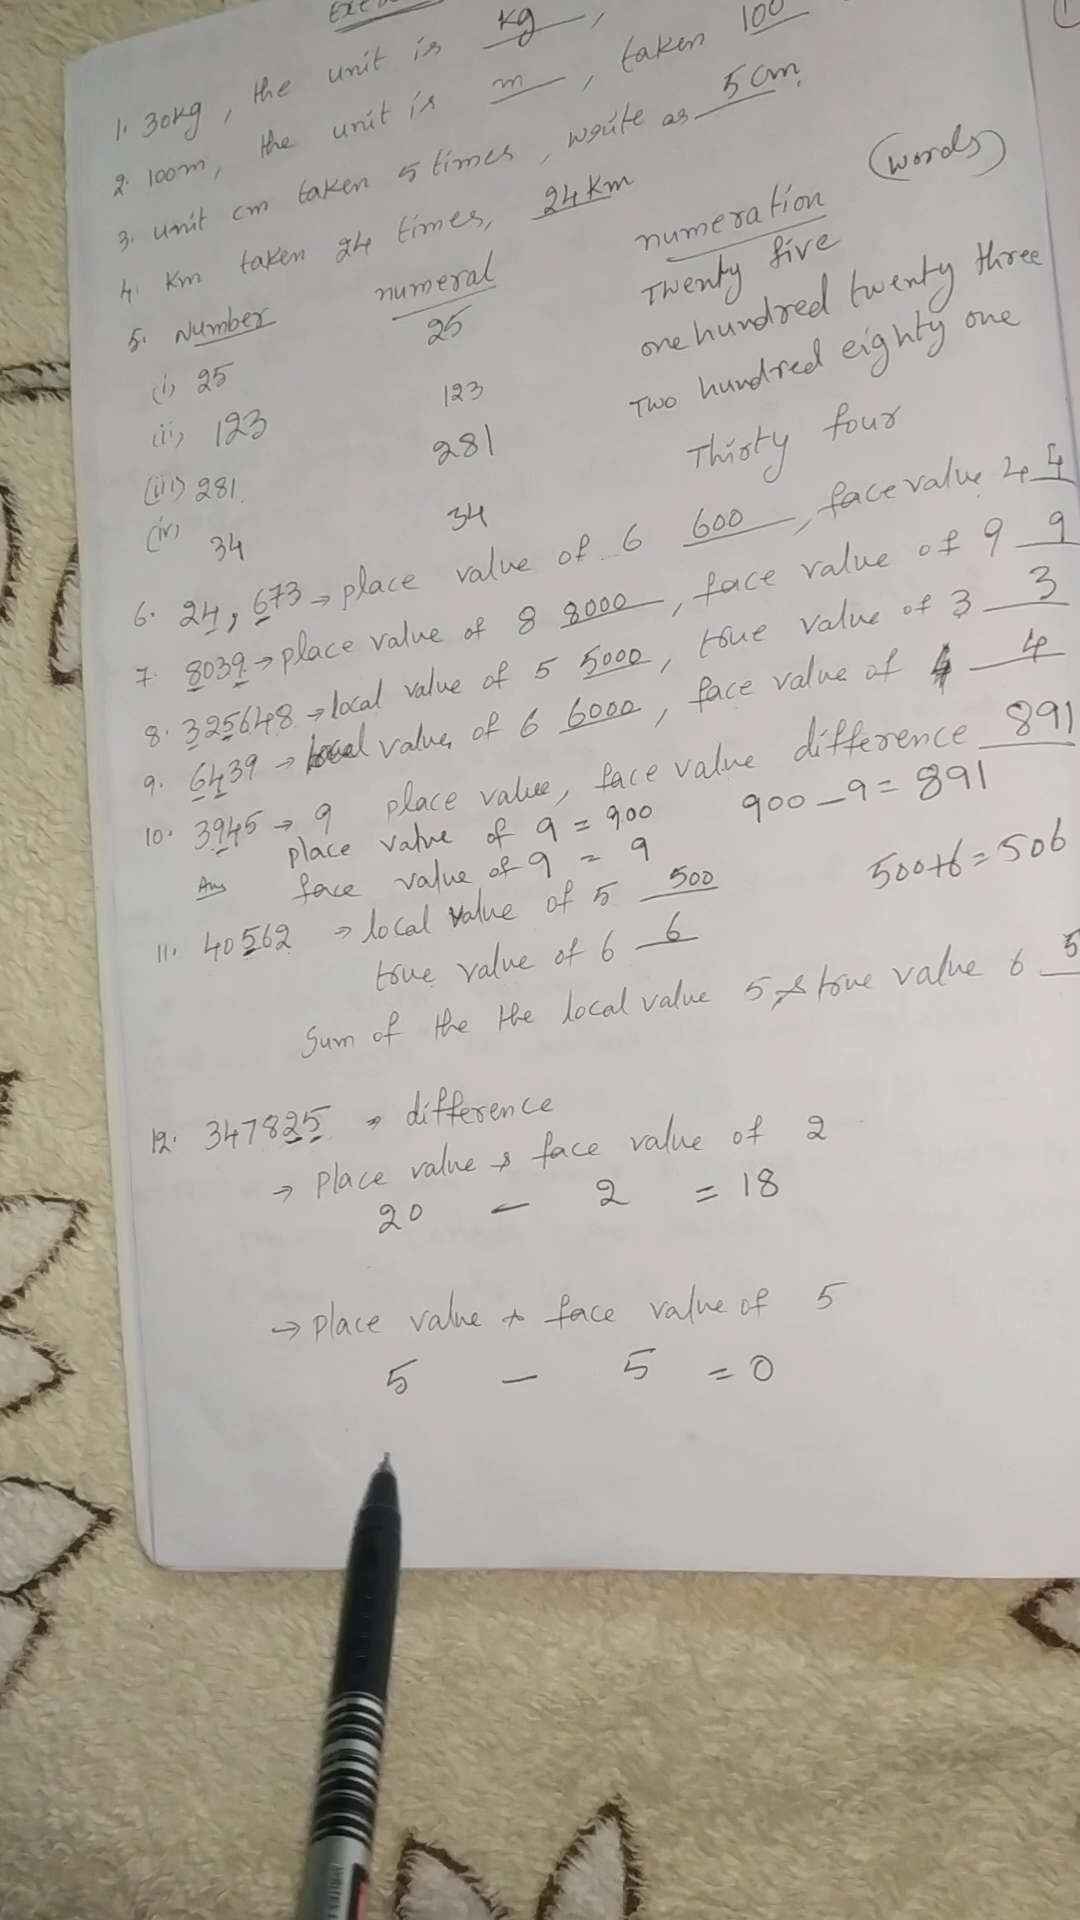 1. 30kg, the unit is kg,
2. 100m, the unit is m, taken 100
3. unit cm taken 5 times, write as 5cm.
4. Km taken 24 times, 24Km
5. Number numeral numeration (words)
(i) 25 25 Twenty five
(ii) 123 123 one hundred twenty three
(iii) 281. 281 Two hundred eighty one
(iv) 34 34 Thirty four
6. 24,673 → place value of 6 600, face value 4 4
7. 8039 → place value of 8 8000, face value of 9 9
8. 325648 → local value of 5 5000, true value of 3 3
9. 6439 → local value of 6 6000, face value of 4 4
10. 3945 → 9 place value, face value difference 891
Ans place value of 9 = 900 900 - 9 = 891
face value of 9 = 9
11. 40562 → local value of 5 500 500+6 = 506
true value of 6 6
Sum of the the local value 5 & true value 6 5
12. 347825 → difference
→ Place value & face value of 2
20 - 2 = 18
→ place value & face value of 5
5 - 5 = 0